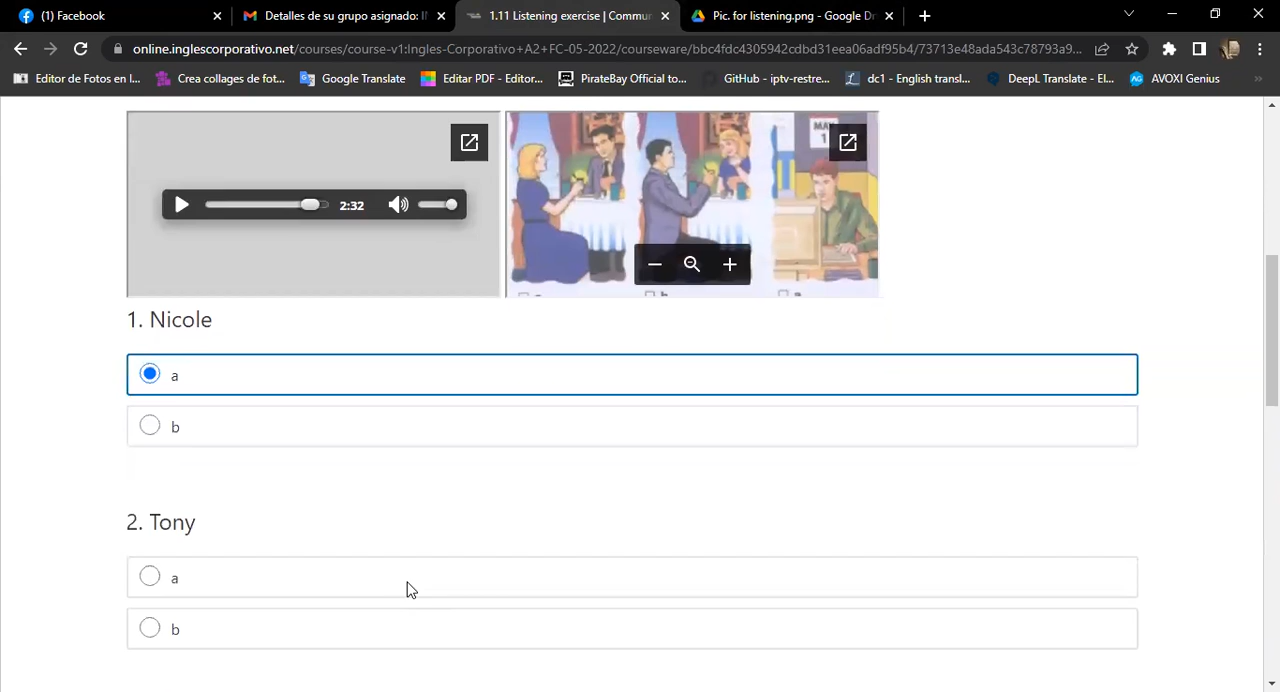 (1) Facebook
Detalles de su grupo asignado: I
1.11 Listening exercise | Commu
Pic. for listening.png - Google Dr
online.inglescorporativo.net/courses/course-v1:Ingles-Corporativo+A2+FC-05-2022/courseware/bbc4fdc4305942cdbd31eea06adf95b4/73713e48ada543c78793a9...
Editor de Fotos en l...
Crea collages de fot...
Google Translate
Editar PDF - Editor...
PirateBay Official to...
GitHub - iptv-restre...
dc1 - English transl...
DeepL Translate - El...
AVOXI Genius
»
2:32
MAY
1
1. Nicole
a
b
2. Tony
a
b